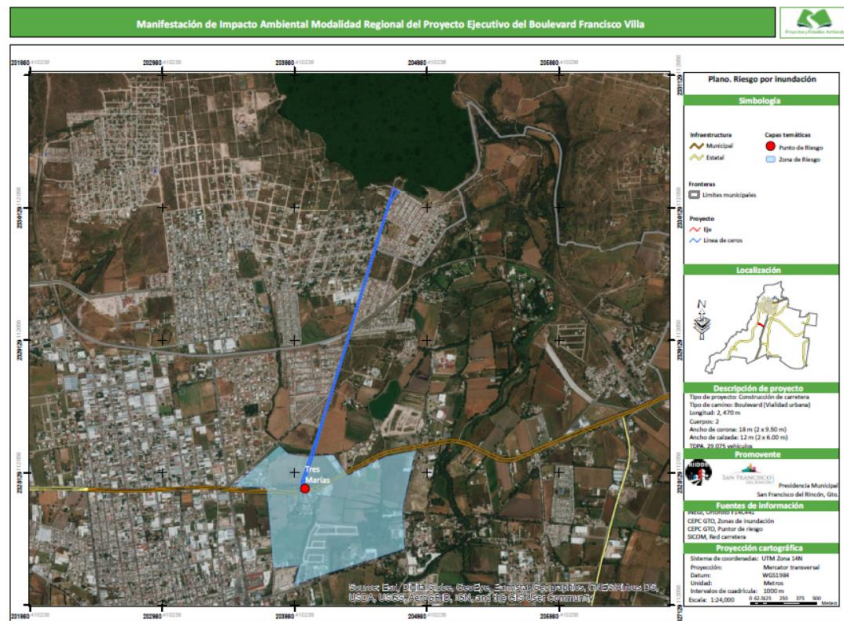 Manifestación de Impacto Ambiental Modalidad Regional del Proyecto Ejecutivo del Boulevard Francisco Villa
Plano. Riesgo por inundación
Simbología
Infraestructura
Municipal
Estatal
Capas temáticas
Punto de Riesgo
Zona de Riesgo
Fronteras
Limites municipales
Proyecto
Eje
Linea de ceros
Localización
N
Descripción de proyecto
Tipo de proyecto: Construcción de carretera
Tipo de camino: Boulevard (Vialidad urbana)
Longitud: 2, 470 m
Cuerpos: 2
Ancho de corona: 18 m (2 x 9.50 m)
Ancho de calzada: 12 m (2 x 6.00 m)
TDPA. 29,075 vehículos
Promovente
SAN FRANCISCO
Presidencia Municipal
San Francisco del Rincón, Gto.
Fuentes de información
CEPC GTO, Zonas de inundación
CEPC GTO, Puntor de riesgo
SICOM, Red carretera
Proyección cartográfica
Sistema de coordenadas: UTM Zona 14N
Proyección: Mercator transversal
Datum: WGS1984
Unidad: Metros
Intervalos de cuadrícula: 1000 m
Escala: 1:24,000
Tres
Marías